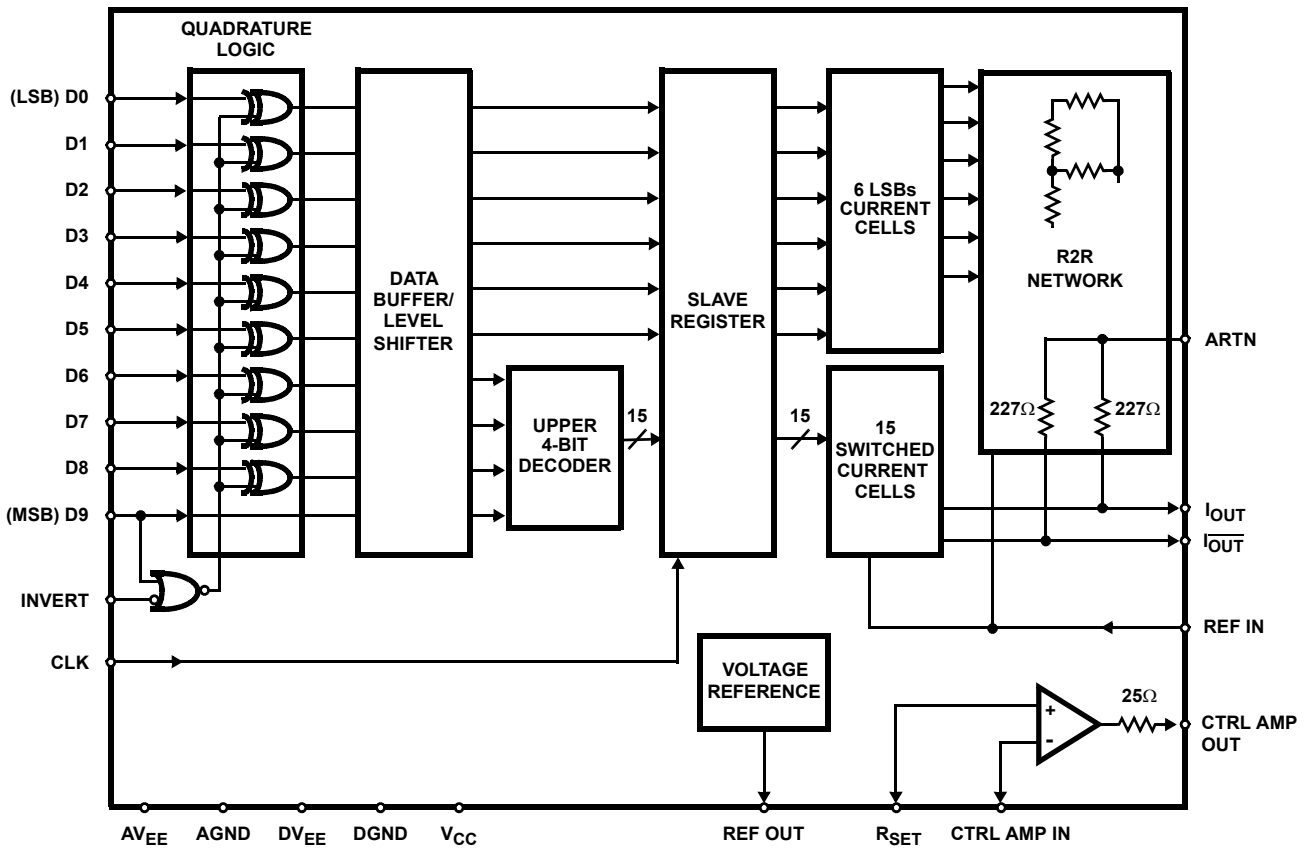 QUADRATURE
LOGIC
(LSB) D0
D1
D2
D3
D4
D5
D6
D7
D8
(MSB) D9
INVERT
CLK
DATA
BUFFER/
LEVEL
SHIFTER
UPPER
4-BIT
DECODER
15
SLAVE
REGISTER
15
6 LSBs
CURRENT
CELLS
15
SWITCHED
CURRENT
CELLS
R2R
NETWORK
227Ω
227Ω
ARTN
IOUT
IOUT
REF IN
VOLTAGE
REFERENCE
+
-
25Ω
CTRL AMP
OUT
AVEE
AGND
DVEE
DGND
VCC
REF OUT
RSET
CTRL AMP IN